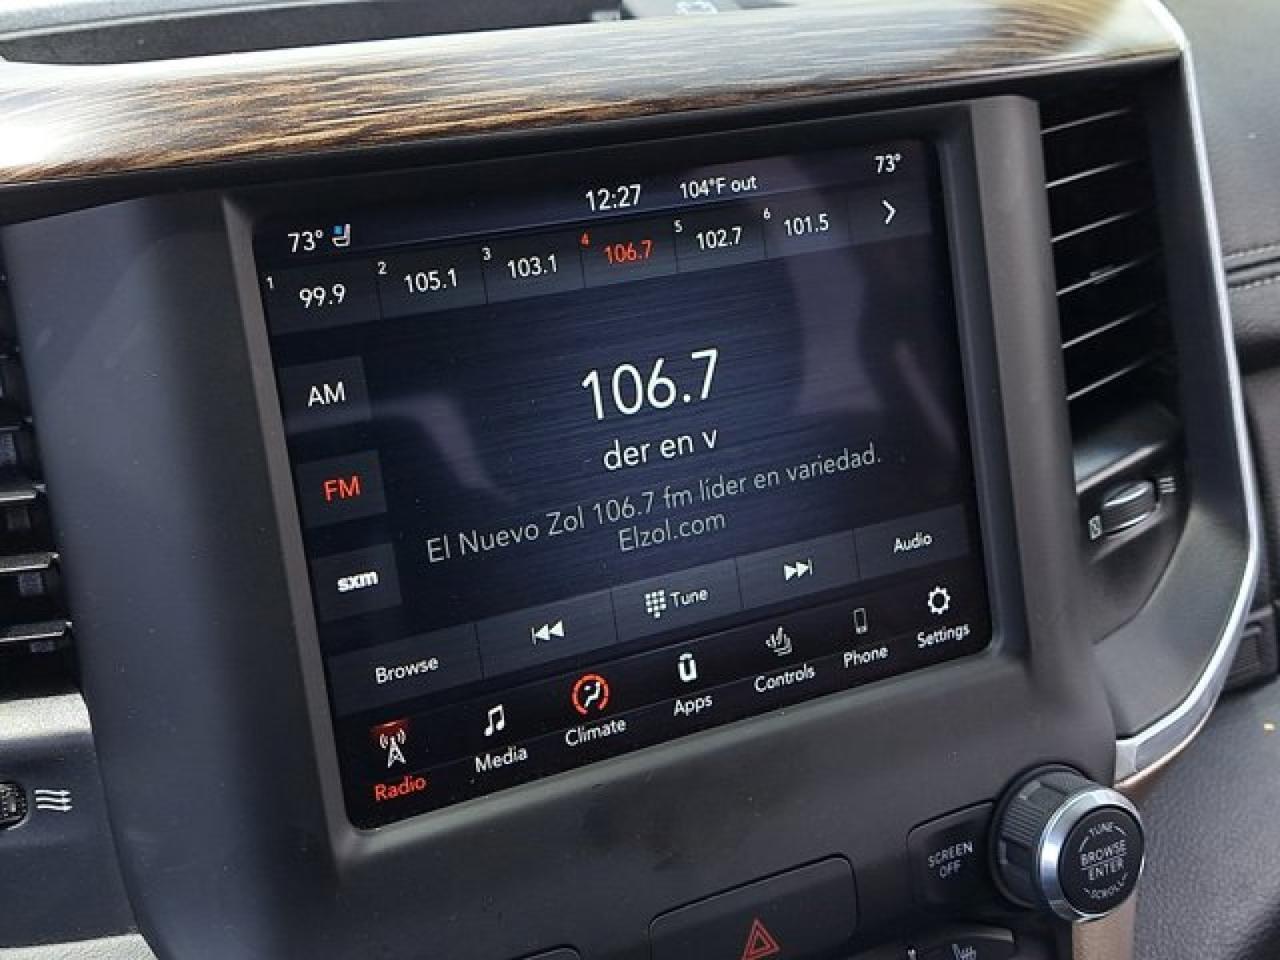 12:27 104°F out 73°
73°
1 99.9 2 105.1 3 103.1 4 106.7 5 102.7 6 101.5
AM
106.7
der en v
FM
El Nuevo Zol 106.7 fm líder en variedad.
Elzol.com
sxm
Browse Tune Audio
Radio Media Climate Apps Controls Phone Settings
SCREEN
OFF
TUNE
BROWSE
ENTER
SCROLL